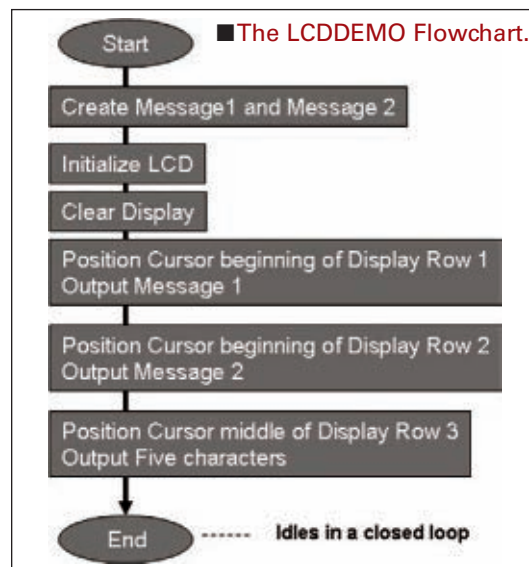 ■The LCDDEMO Flowchart.
Start
Create Message1 and Message 2
Initialize LCD
Clear Display
Position Cursor beginning of Display Row 1
Output Message 1
Position Cursor beginning of Display Row 2
Output Message 2
Position Cursor middle of Display Row 3
Output Five characters
End ------ Idles in a closed loop